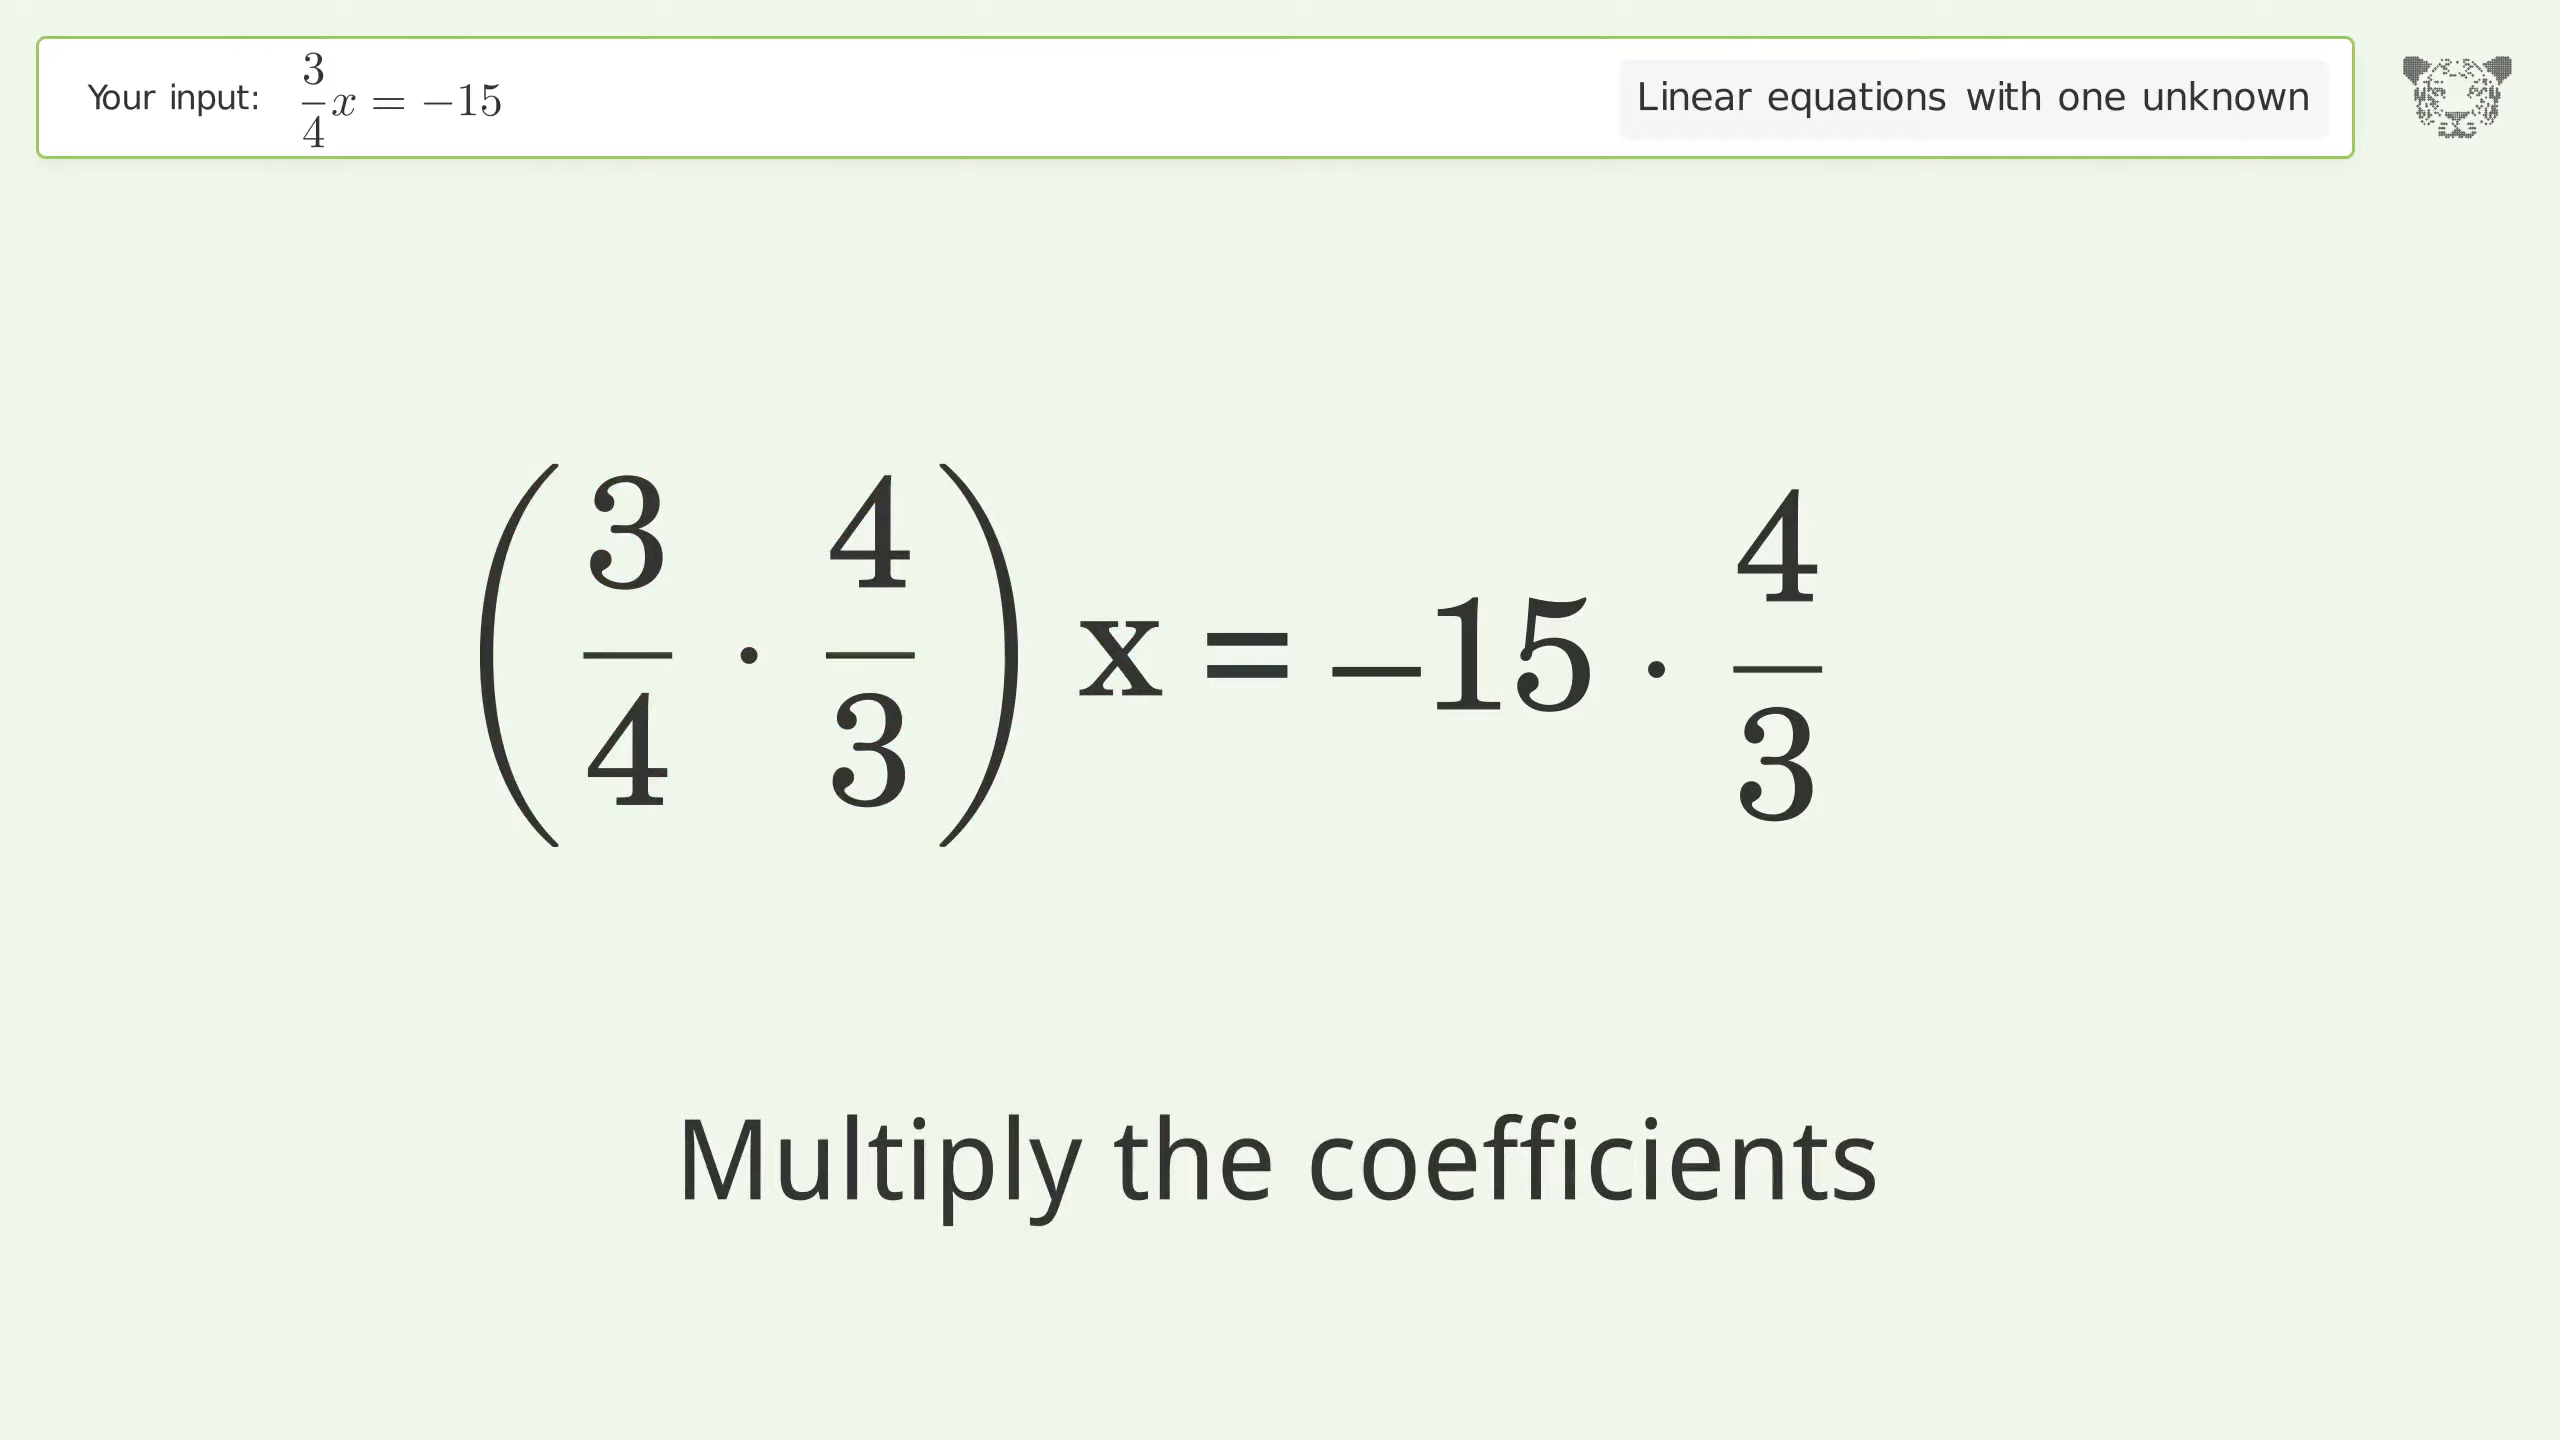 Your input: 3/4 x = −15
Linear equations with one unknown
(3/4 · 4/3) x = −15 · 4/3
Multiply the coefficients